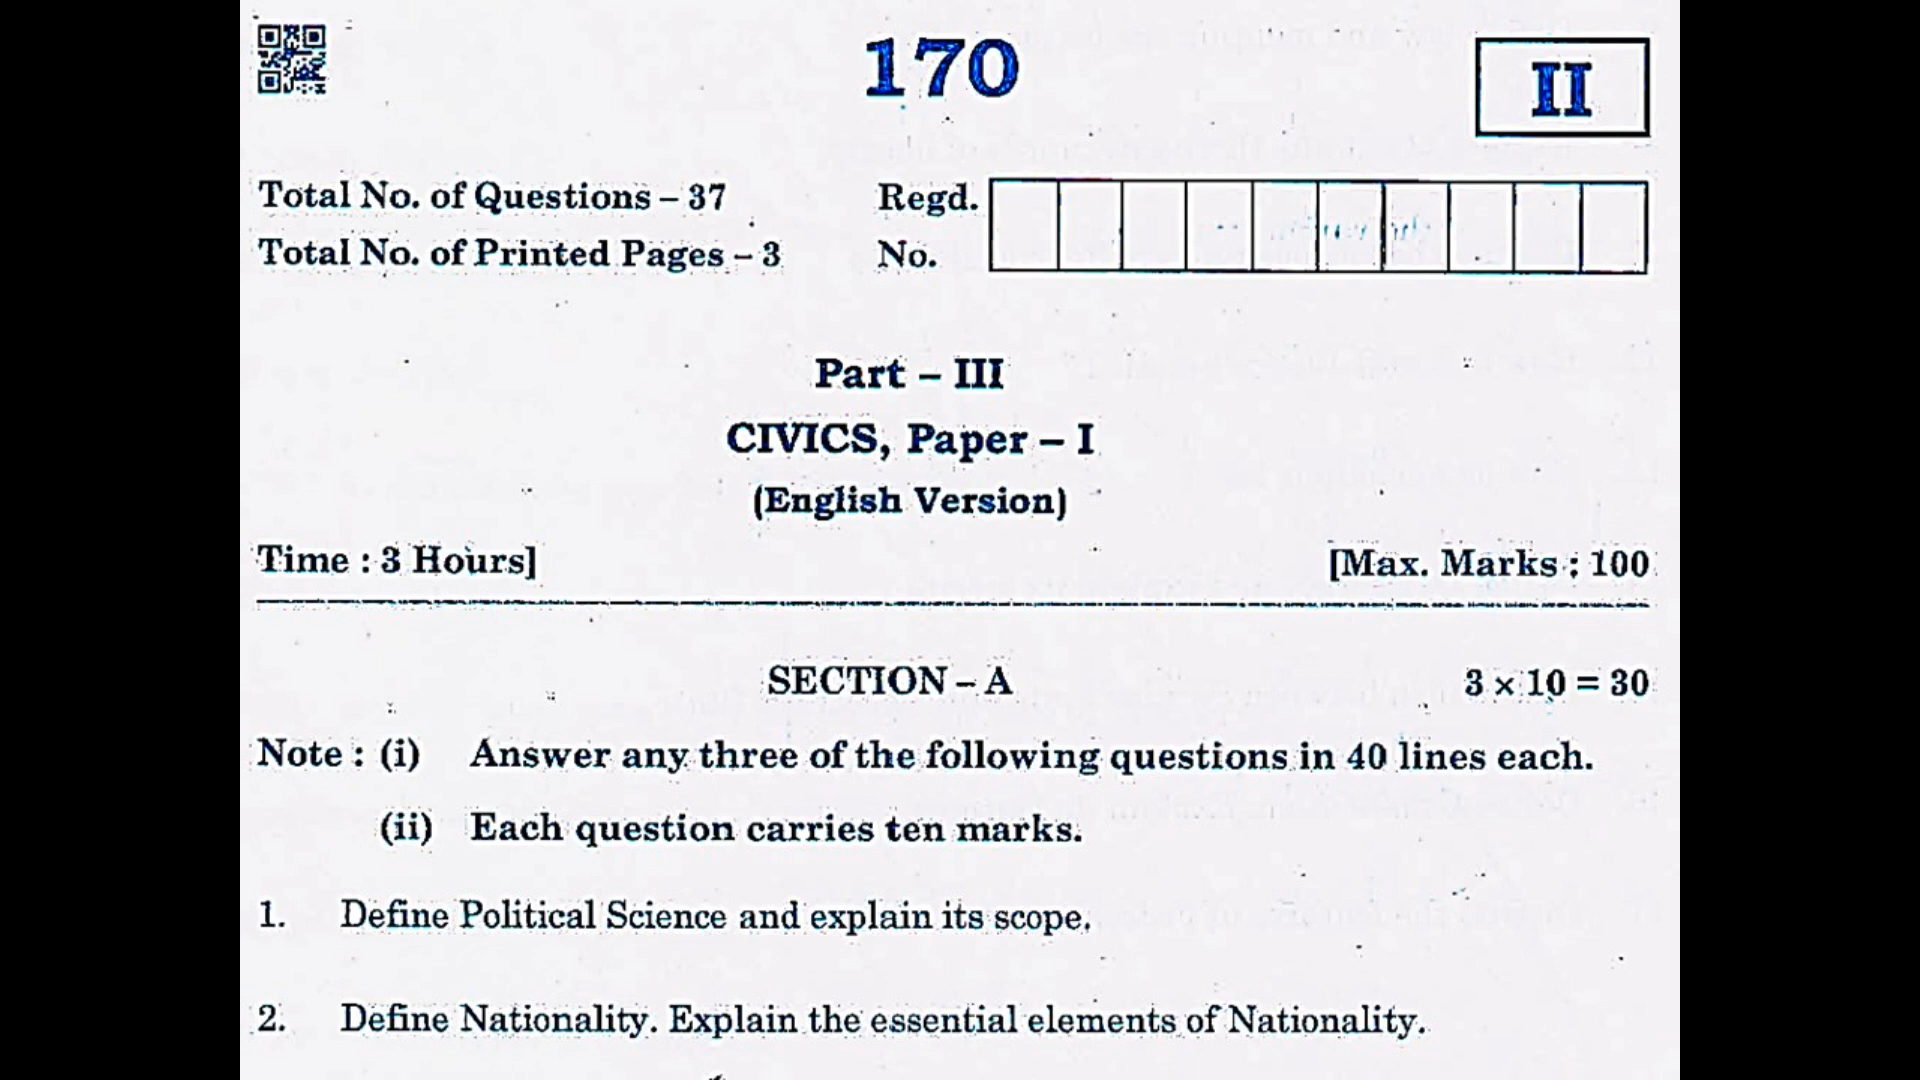 170
II
Total No. of Questions – 37
Regd.
Total No. of Printed Pages – 3
No.
Part – III
CIVICS, Paper – I
(English Version)
Time : 3 Hours]
[Max. Marks : 100
SECTION – A
3 × 10 = 30
Note : (i) Answer any three of the following questions in 40 lines each.
(ii) Each question carries ten marks.
1. Define Political Science and explain its scope.
2. Define Nationality. Explain the essential elements of Nationality.